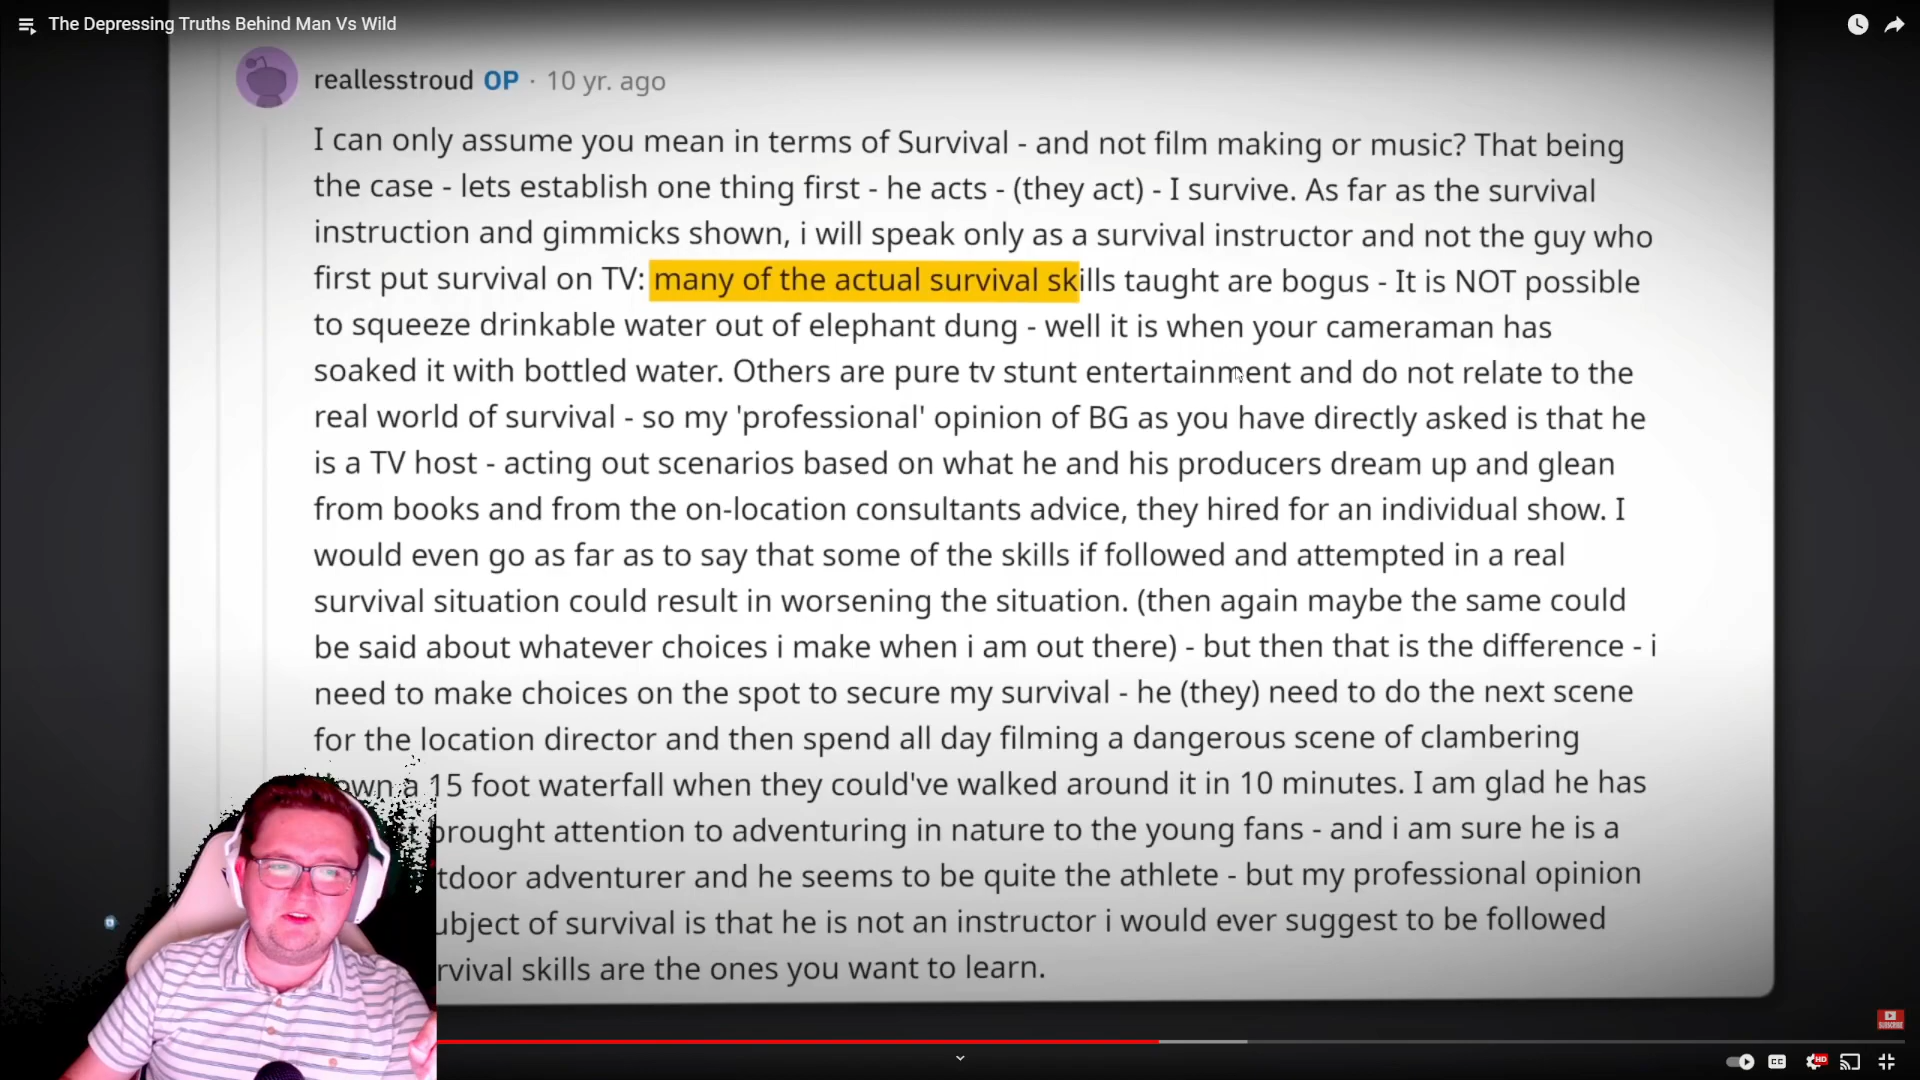 The Depressing Truths Behind Man Vs Wild
reallesstroud OP · 10 yr. ago
I can only assume you mean in terms of Survival - and not film making or music? That being
the case - lets establish one thing first - he acts - (they act) - I survive. As far as the survival
instruction and gimmicks shown, i will speak only as a survival instructor and not the guy who
first put survival on TV: many of the actual survival skills taught are bogus - It is NOT possible
to squeeze drinkable water out of elephant dung - well it is when your cameraman has
soaked it with bottled water. Others are pure tv stunt entertainment and do not relate to the
real world of survival - so my 'professional' opinion of BG as you have directly asked is that he
is a TV host - acting out scenarios based on what he and his producers dream up and glean
from books and from the on-location consultants advice, they hired for an individual show. I
would even go as far as to say that some of the skills if followed and attempted in a real
survival situation could result in worsening the situation. (then again maybe the same could
be said about whatever choices i make when i am out there) - but then that is the difference - i
need to make choices on the spot to secure my survival - he (they) need to do the next scene
for the location director and then spend all day filming a dangerous scene of clambering
down a 15 foot waterfall when they could've walked around it in 10 minutes. I am glad he has
brought attention to adventuring in nature to the young fans - and i am sure he is a
tdoor adventurer and he seems to be quite the athlete - but my professional opinion
ubject of survival is that he is not an instructor i would ever suggest to be followed
rvival skills are the ones you want to learn.
SUBSCRIBE
CC
HD